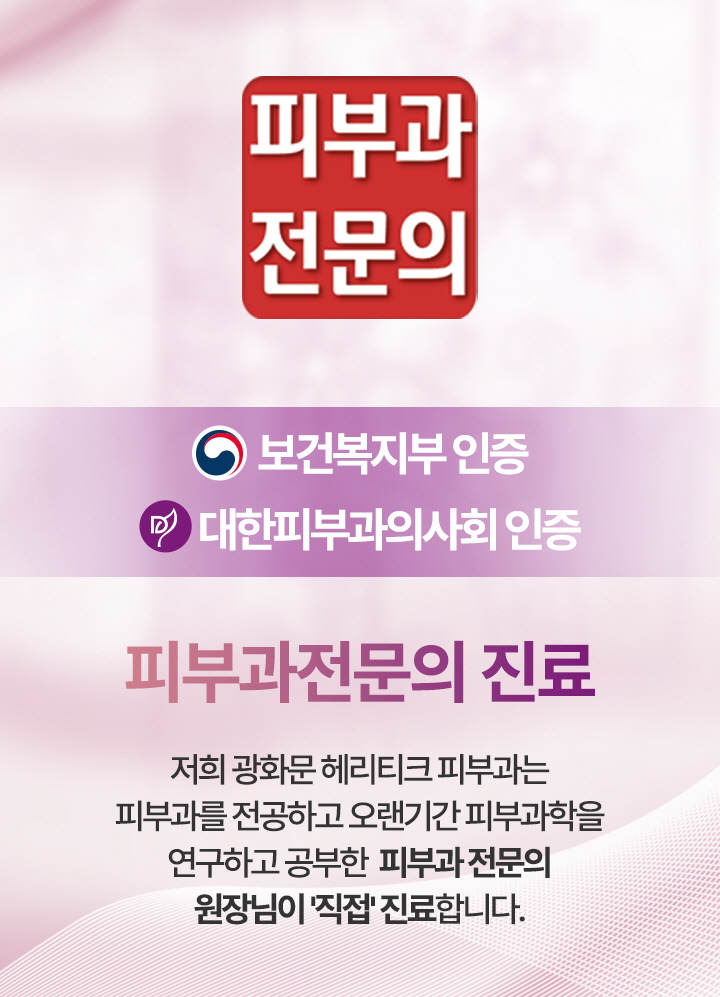 피부과
전문의
보건복지부 인증
대한피부과의사회 인증
피부과전문의 진료
저희 광화문 헤리티크 피부과는
피부과를 전공하고 오랜기간 피부과학을
연구하고 공부한 피부과 전문의
원장님이 '직접' 진료합니다.